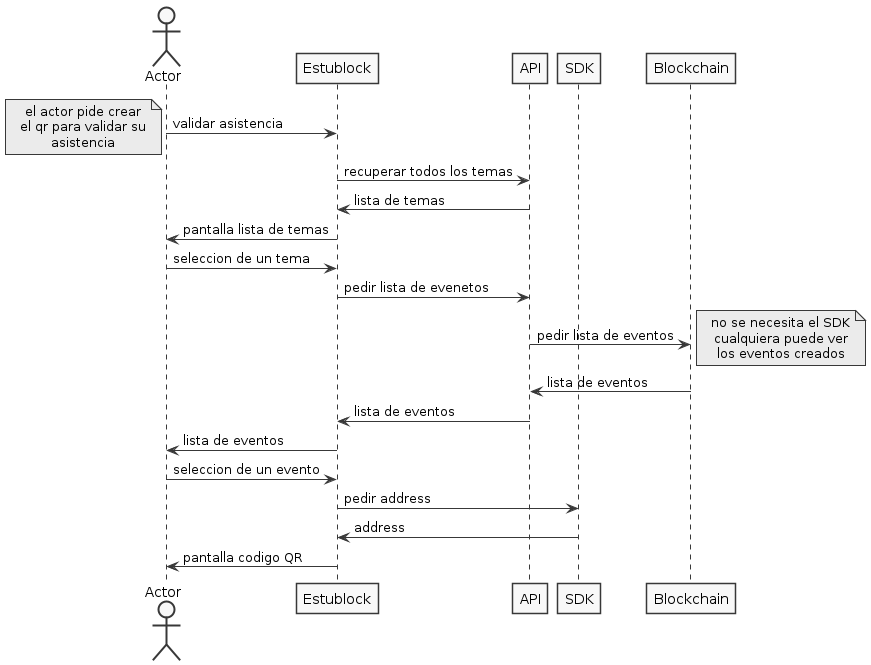 Actor
Estublock
API
SDK
Blockchain
el actor pide crear
el qr para validar su
asistencia
validar asistencia
recuperar todos los temas
lista de temas
pantalla lista de temas
seleccion de un tema
pedir lista de evenetos
pedir lista de eventos
no se necesita el SDK
cualquiera puede ver
los eventos creados
lista de eventos
lista de eventos
lista de eventos
seleccion de un evento
pedir address
address
pantalla codigo QR
Actor
Estublock
API
SDK
Blockchain